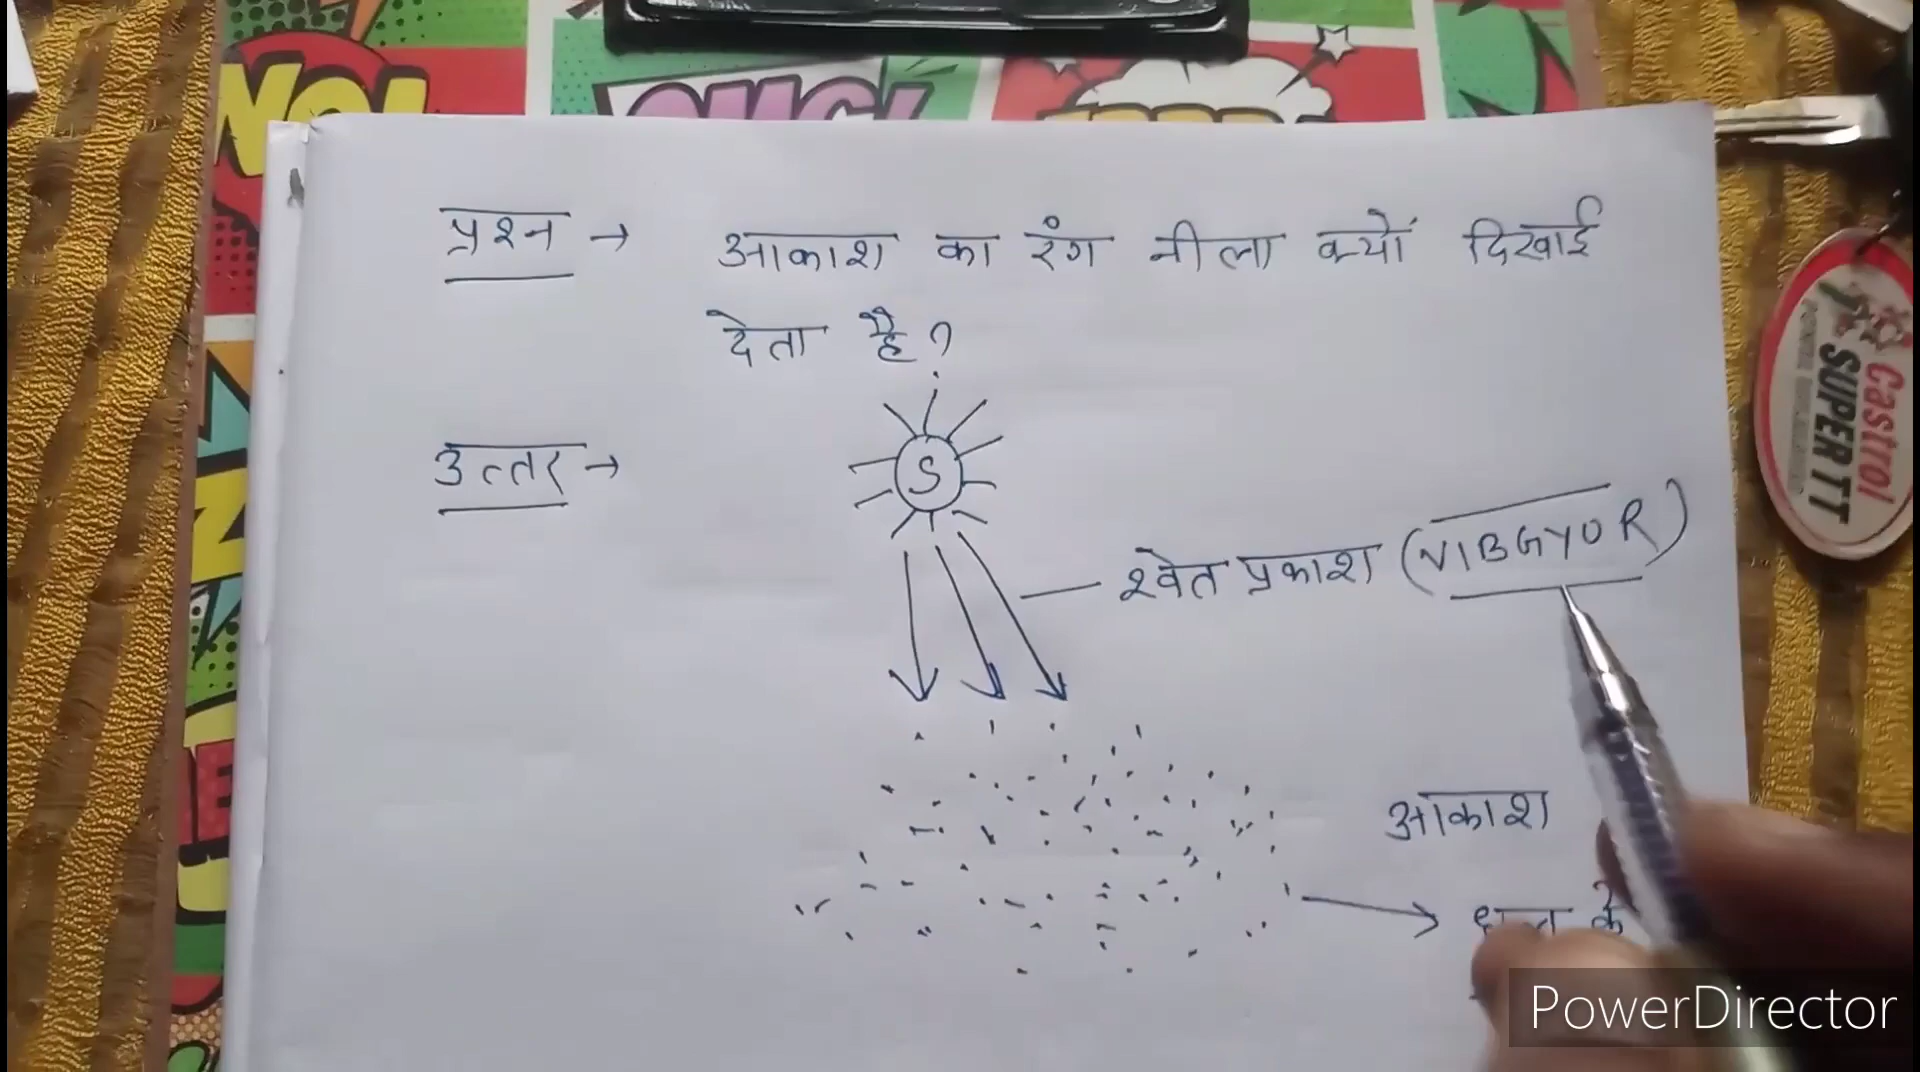 प्रश्न → आकाश का रंग नीला क्यों दिखाई
देता है?
उत्तर →
S
श्वेत प्रकाश (VIBGYOR)
आकाश
के
Castrol
SUPER TT
PowerDirector